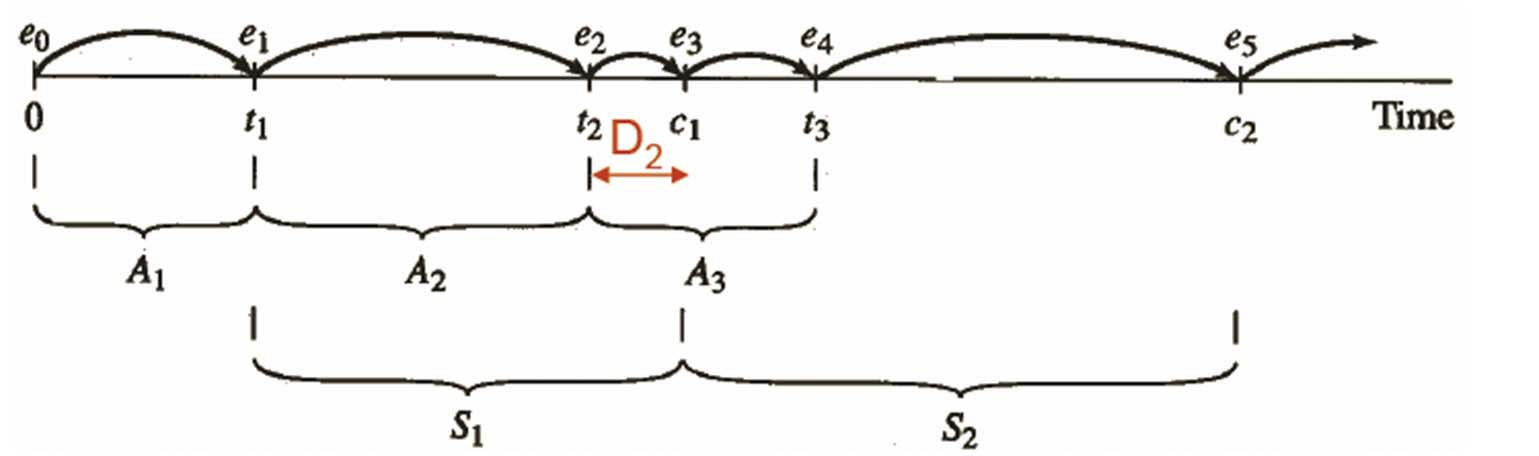 e0 e1 e2 e3 e4 e5
0 t1 t2 c1 t3 c2 Time
D2
A1 A2 A3
S1 S2